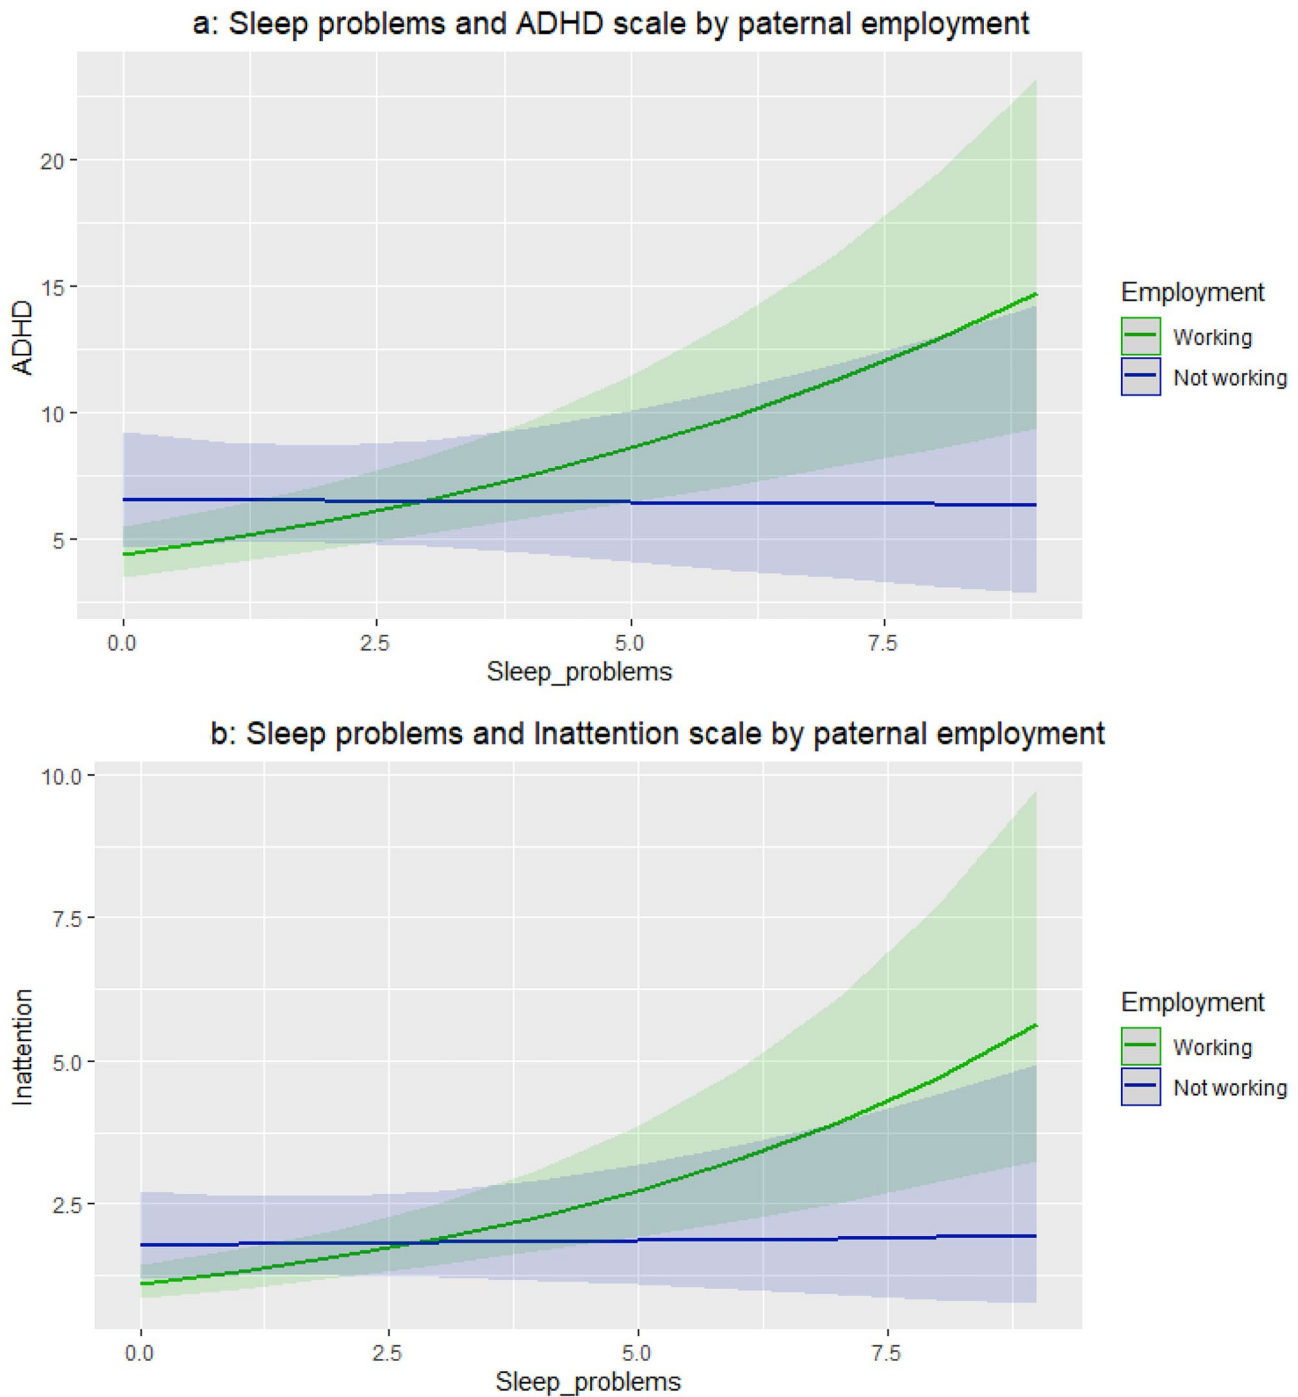 a: Sleep problems and ADHD scale by paternal employment
20
15
10
5
ADHD
0.0 2.5 5.0 7.5
Sleep_problems
Employment
Working
Not working
b: Sleep problems and Inattention scale by paternal employment
10.0
7.5
5.0
2.5
Inattention
0.0 2.5 5.0 7.5
Sleep_problems
Employment
Working
Not working